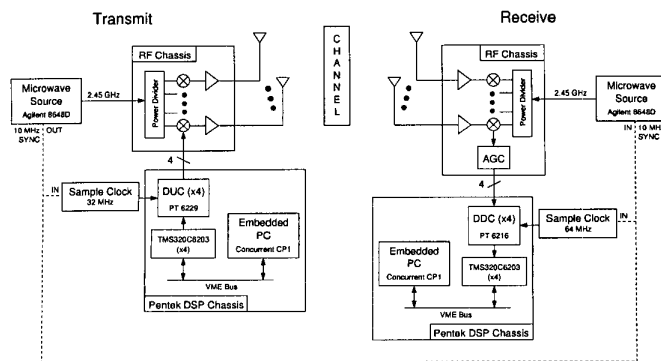 Transmit
RF Chassis
Microwave
Source
Agilent 8648D
2.45 GHz
Power Divider
10 MHz
SYNC
OUT
4
IN
Sample Clock
32 MHz
DUC (x4)
PT 6229
TMS320C6203
(x4)
Embedded
PC
Concurrent CP1
VME Bus
Pentek DSP Chassis
CHANNEL
Receive
RF Chassis
Power Divider
2.45 GHz
Microwave
Source
Agilent 8648D
IN
10 MHz
SYNC
AGC
4
DDC (x4)
PT 6216
Sample Clock
64 MHz
IN
Embedded
PC
Concurrent CP1
TMS320C6203
(x4)
VME Bus
Pentek DSP Chassis